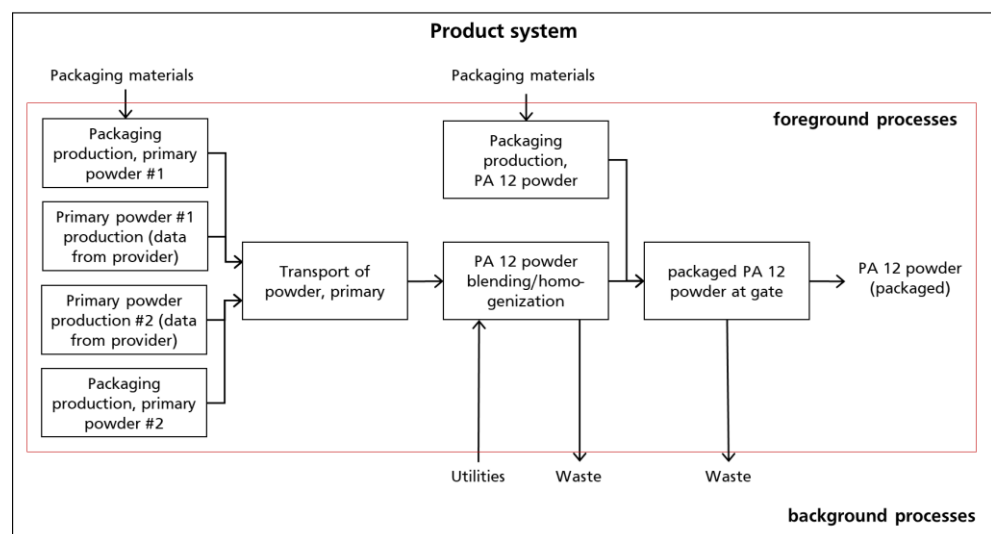 Product system
Packaging materials
Packaging materials
foreground processes
Packaging
production, primary
powder #1
Packaging
production,
PA 12 powder
Primary powder #1
production (data
from provider)
Transport of
powder, primary
PA 12 powder
blending/homo-
genization
packaged PA 12
powder at gate
PA 12 powder
(packaged)
Primary powder
production #2 (data
from provider)
Packaging
production, primary
powder #2
Utilities
Waste
Waste
background processes